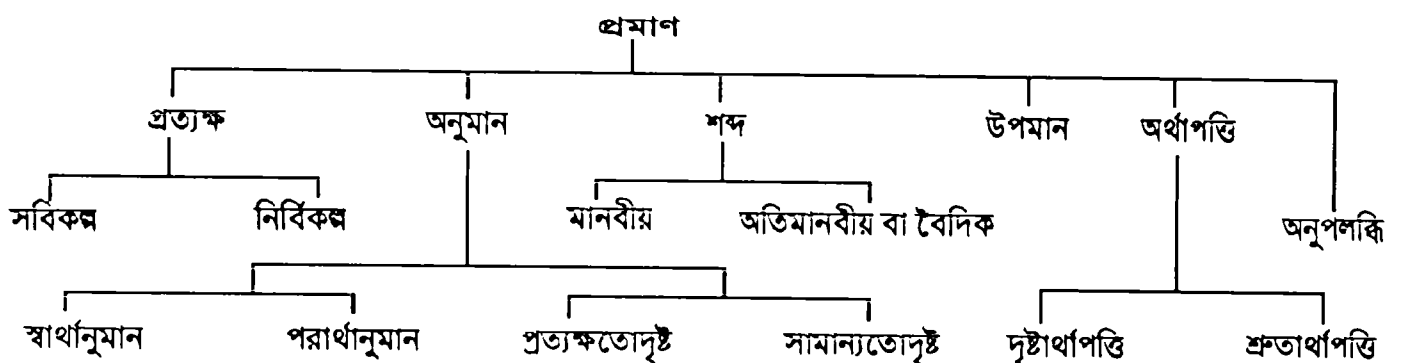 প্রমাণ
প্রত্যক্ষ অনুমান শব্দ উপমান অর্থাপত্তি
সবিকল্প নির্বিকল্প মানবীয় অতিমানবীয় বা বৈদিক অনুপলব্ধি
স্বার্থানুমান পরার্থানুমান প্রত্যক্ষতোদৃষ্ট সামান্যতোদৃষ্ট দৃষ্টার্থাপত্তি শ্রুতার্থাপত্তি